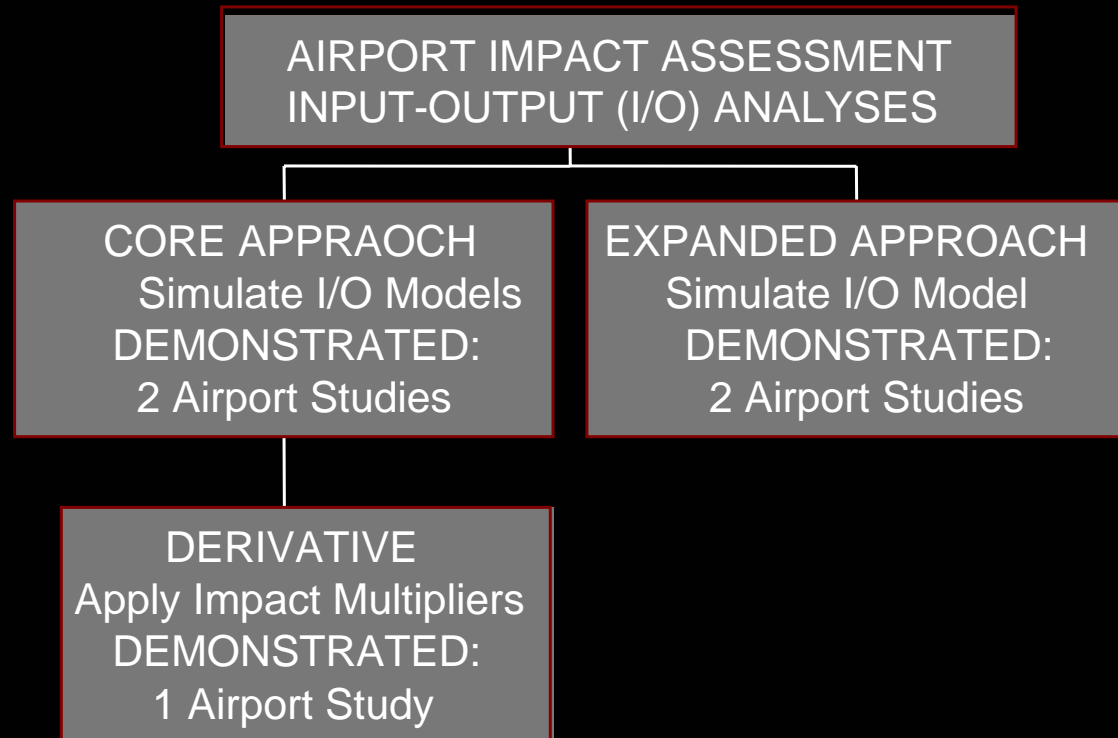 AIRPORT IMPACT ASSESSMENT
INPUT-OUTPUT (I/O) ANALYSES
CORE APPRAOCH
Simulate I/O Models
DEMONSTRATED:
2 Airport Studies
EXPANDED APPROACH
Simulate I/O Model
DEMONSTRATED:
2 Airport Studies
DERIVATIVE
Apply Impact Multipliers
DEMONSTRATED:
1 Airport Study